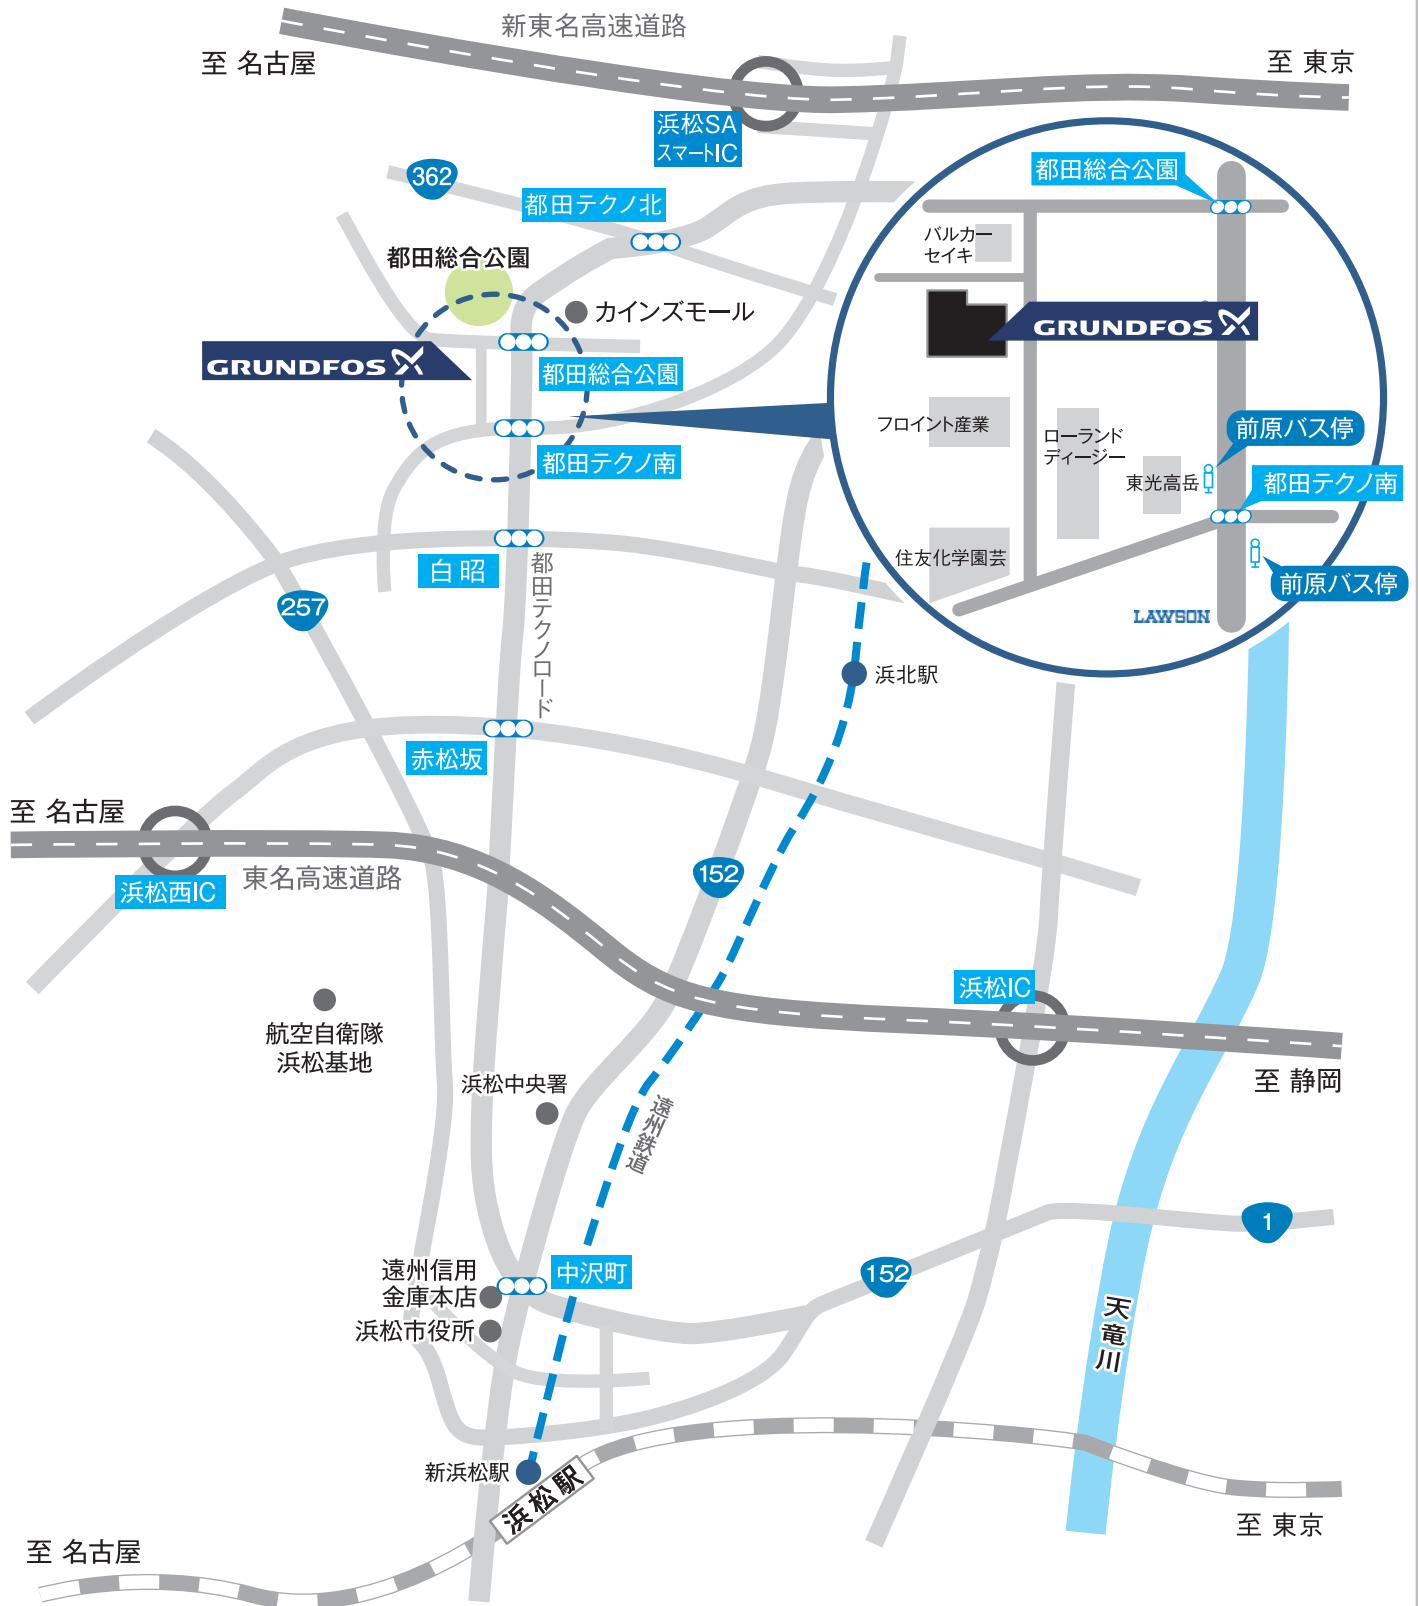 新東名高速道路
至 名古屋
至 東京
浜松SA
スマートIC
362
都田テクノ北
都田総合公園
カインズモール
GRUNDFOS
都田総合公園
都田テクノ南
都田総合公園
バルカー
セイキ
GRUNDFOS
フロイント産業
ローランド
ディージー
前原バス停
東光高岳
都田テクノ南
住友化学園芸
前原バス停
LAWSON
白昭
都田テクノロード
257
浜北駅
赤松坂
至 名古屋
東名高速道路
浜松西IC
152
浜松IC
航空自衛隊
浜松基地
至 静岡
浜松中央署
遠州鉄道
1
152
中沢町
遠州信用
金庫本店
浜松市役所
天竜川
新浜松駅
浜松駅
至 東京
至 名古屋